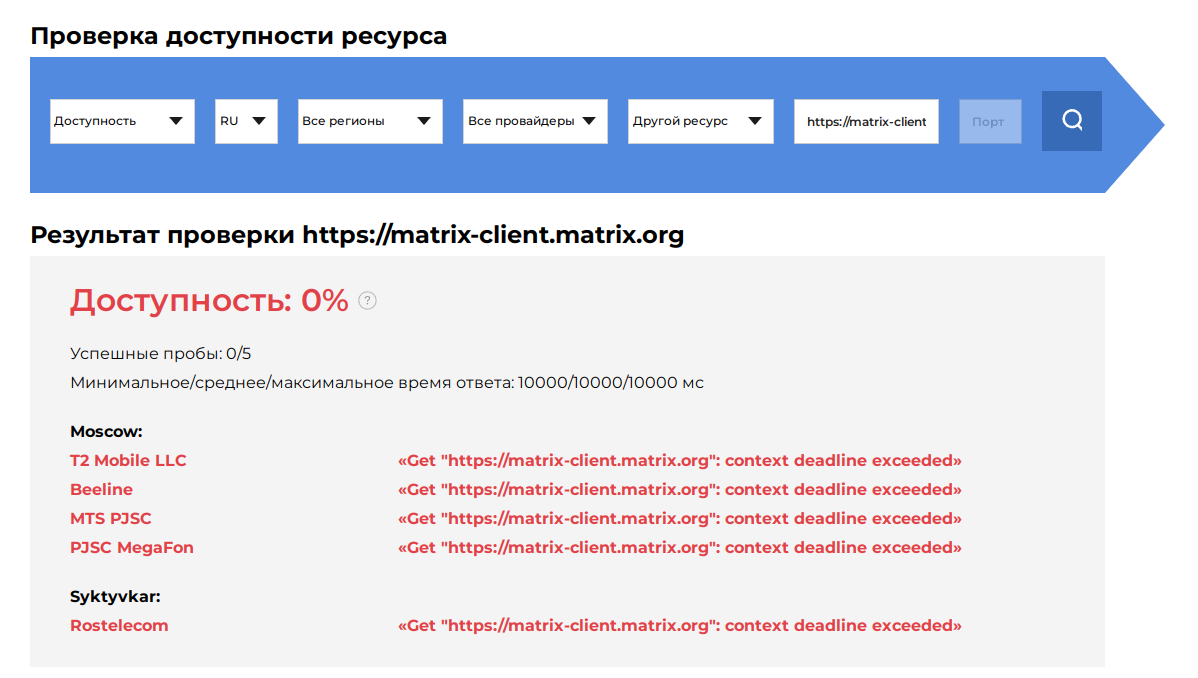 Проверка доступности ресурса
Доступность RU Все регионы Все провайдеры Другой ресурс https://matrix-client Порт
Результат проверки https://matrix-client.matrix.org
Доступность: 0% ?
Успешные пробы: 0/5
Минимальное/среднее/максимальное время ответа: 10000/10000/10000 мс
Moscow:
T2 Mobile LLC «Get "https://matrix-client.matrix.org": context deadline exceeded»
Beeline «Get "https://matrix-client.matrix.org": context deadline exceeded»
MTS PJSC «Get "https://matrix-client.matrix.org": context deadline exceeded»
PJSC MegaFon «Get "https://matrix-client.matrix.org": context deadline exceeded»
Syktyvkar:
Rostelecom «Get "https://matrix-client.matrix.org": context deadline exceeded»